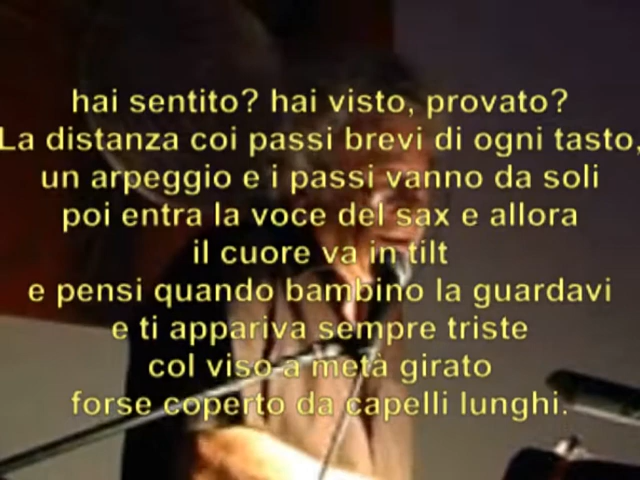 hai sentito? hai visto, provato?
La distanza coi passi brevi di ogni tasto,
un arpeggio e i passi vanno da soli
poi entra la voce del sax e allora
il cuore va in tilt
e pensi quando bambino la guardavi
e ti appariva sempre triste
col viso a metà girato
forse coperto da capelli lunghi.